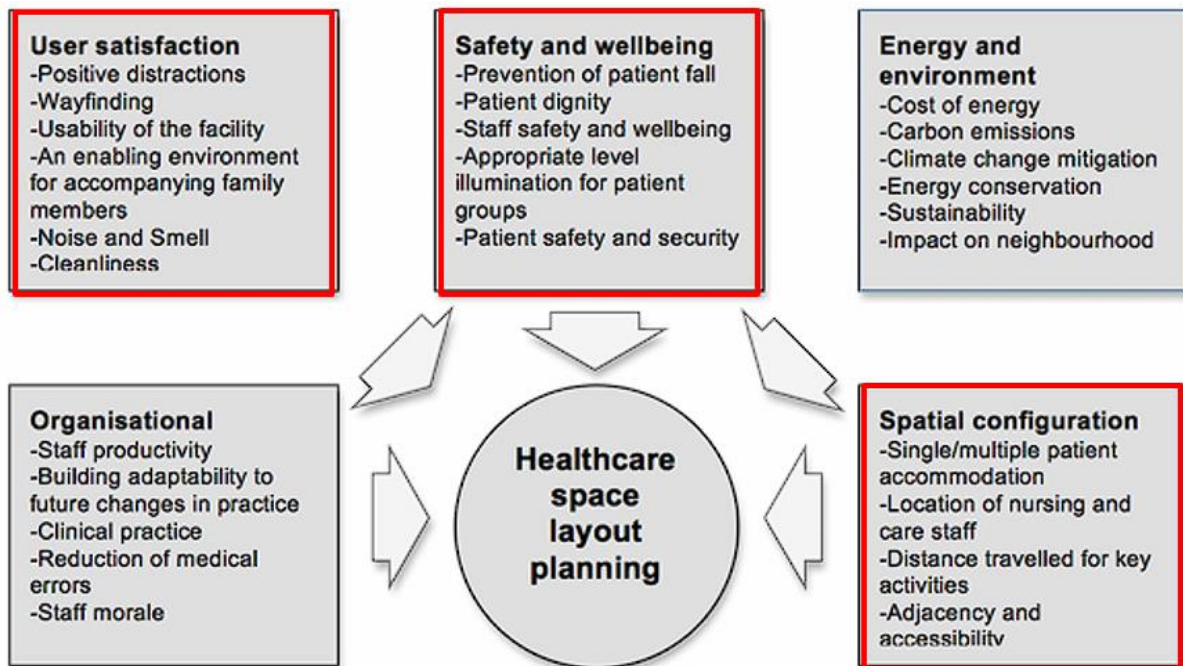 User satisfaction
-Positive distractions
-Wayfinding
-Usability of the facility
-An enabling environment
for accompanying family
members
-Noise and Smell
-Cleanliness
Safety and wellbeing
-Prevention of patient fall
-Patient dignity
-Staff safety and wellbeing
-Appropriate level
illumination for patient
groups
-Patient safety and security
Energy and
environment
-Cost of energy
-Carbon emissions
-Climate change mitigation
-Energy conservation
-Sustainability
-Impact on neighbourhood
Organisational
-Staff productivity
-Building adaptability to
future changes in practice
-Clinical practice
-Reduction of medical
errors
-Staff morale
Healthcare
space
layout
planning
Spatial configuration
-Single/multiple patient
accommodation
-Location of nursing and
care staff
-Distance travelled for key
activities
-Adjacency and
accessibility